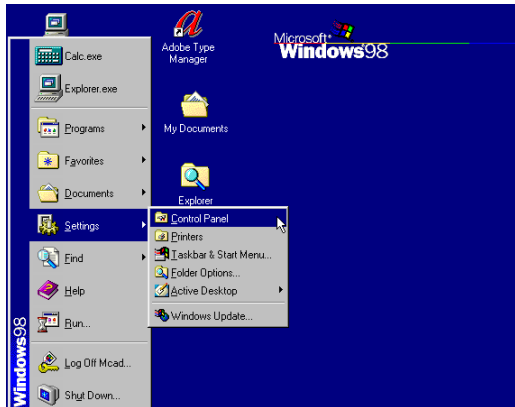 Adobe Type
Manager
Microsoft
Windows98
My Documents
Explorer
Calc.exe
Explorer.exe
Programs
Favorites
Documents
Settings
Find
Help
Run...
Log Off Mcad...
Shut Down...
Windows98
Control Panel
Printers
Taskbar & Start Menu...
Folder Options...
Active Desktop
Windows Update...